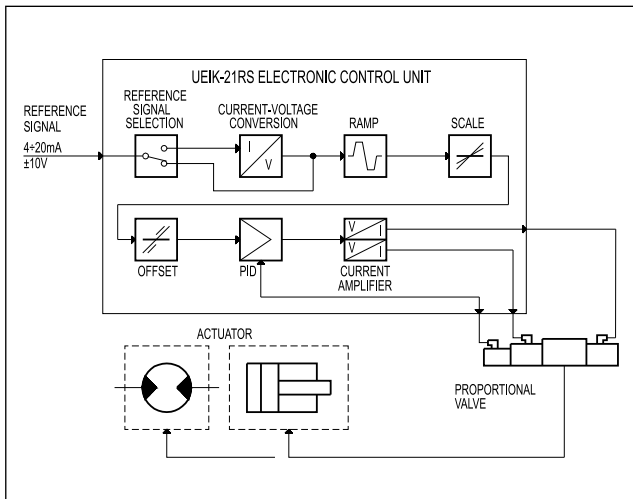 UEIK-21RS ELECTRONIC CONTROL UNIT
REFERENCE
SIGNAL
4÷20mA
±10V
REFERENCE
SIGNAL
SELECTION
CURRENT-VOLTAGE
CONVERSION
I
V
RAMP
SCALE
OFFSET
PID
V
I
V
I
CURRENT
AMPLIFIER
ACTUATOR
PROPORTIONAL
VALVE